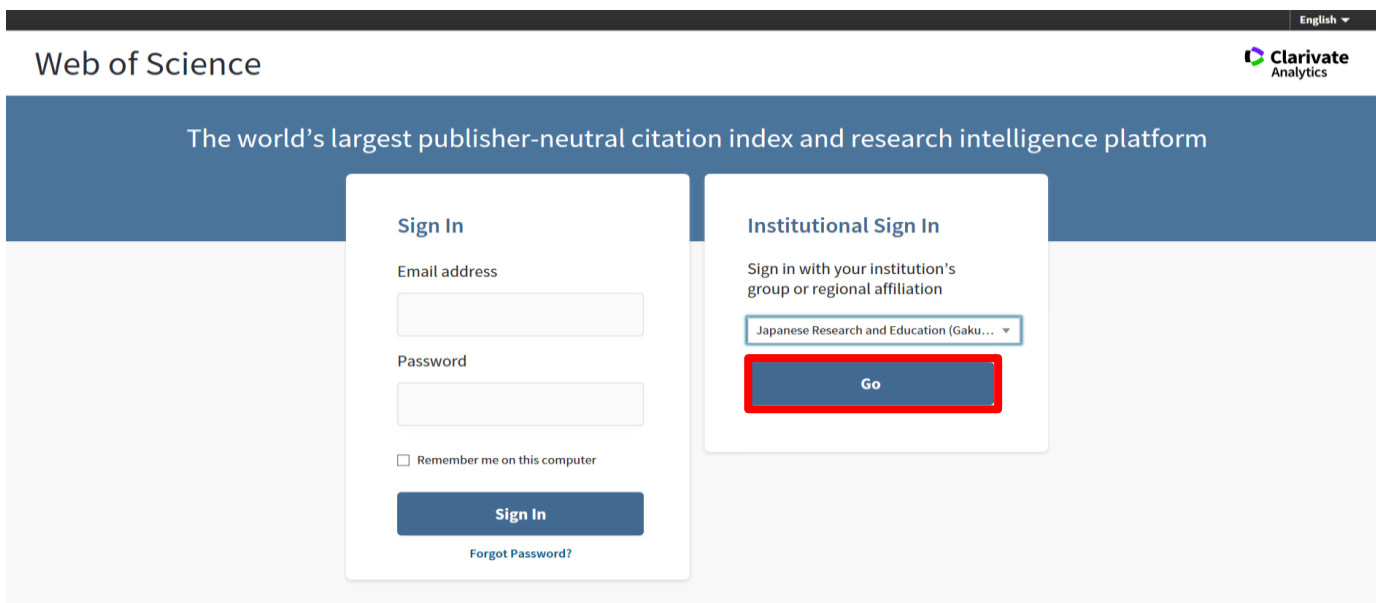 English
Web of Science
Clarivate
Analytics
The world’s largest publisher-neutral citation index and research intelligence platform
Sign In
Email address
Password
Remember me on this computer
Sign In
Forgot Password?
Institutional Sign In
Sign in with your institution’s
group or regional affiliation
Japanese Research and Education (Gaku...
Go